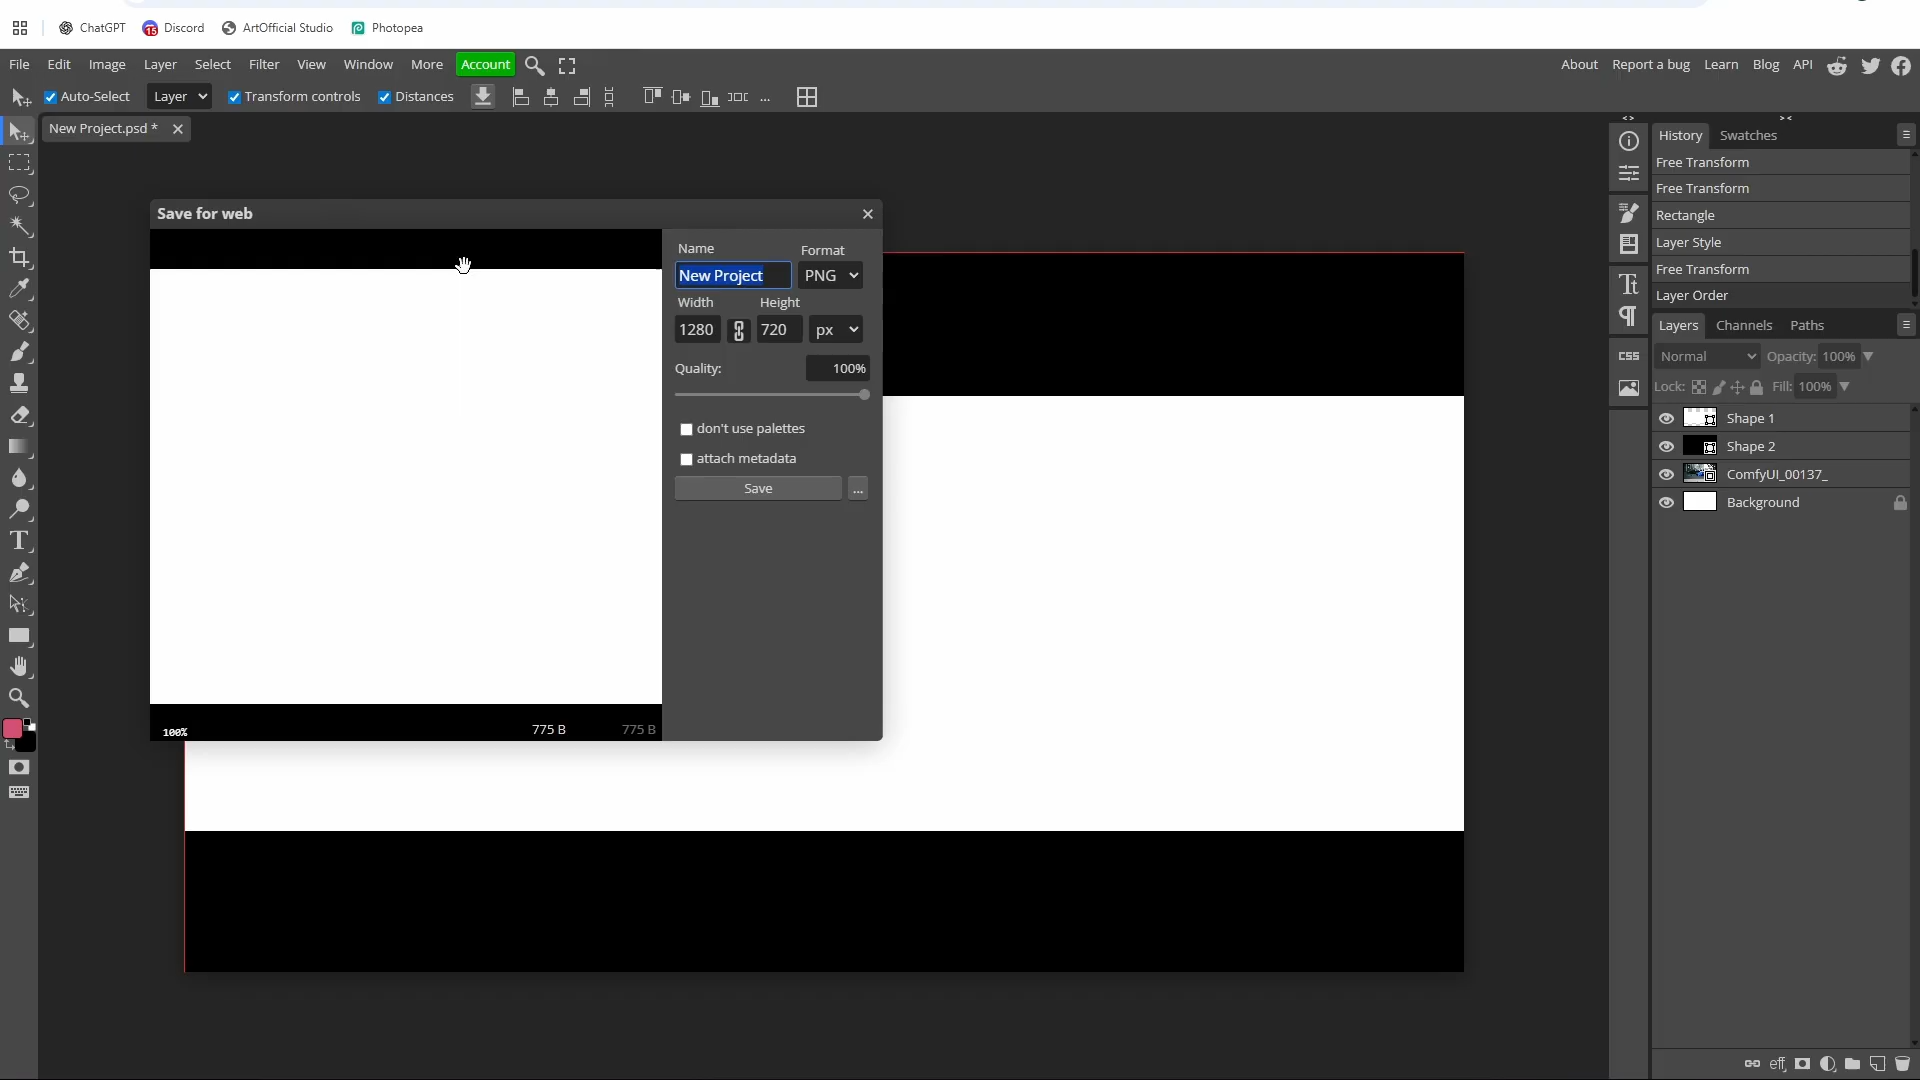 ChatGPT
15
Discord
ArtOfficial Studio
Photopea
File Edit Image Layer Select Filter View Window More Account
About Report a bug Learn Blog API
Auto-Select
Layer
Transform controls
Distances
...
New Project.psd *
< >
> <
History Swatches
Free Transform
Free Transform
Rectangle
Layer Style
Free Transform
Layer Order
Save for web
Name
Format
New Project
PNG
Width
Height
1280
720
px
Quality:
100%
don't use palettes
attach metadata
Save
...
100%
775 B
775 B
CSS
Layers Channels Paths
Normal
Opacity: 100%
Lock:
Fill: 100%
Shape 1
Shape 2
ComfyUI_00137_
Background
eff